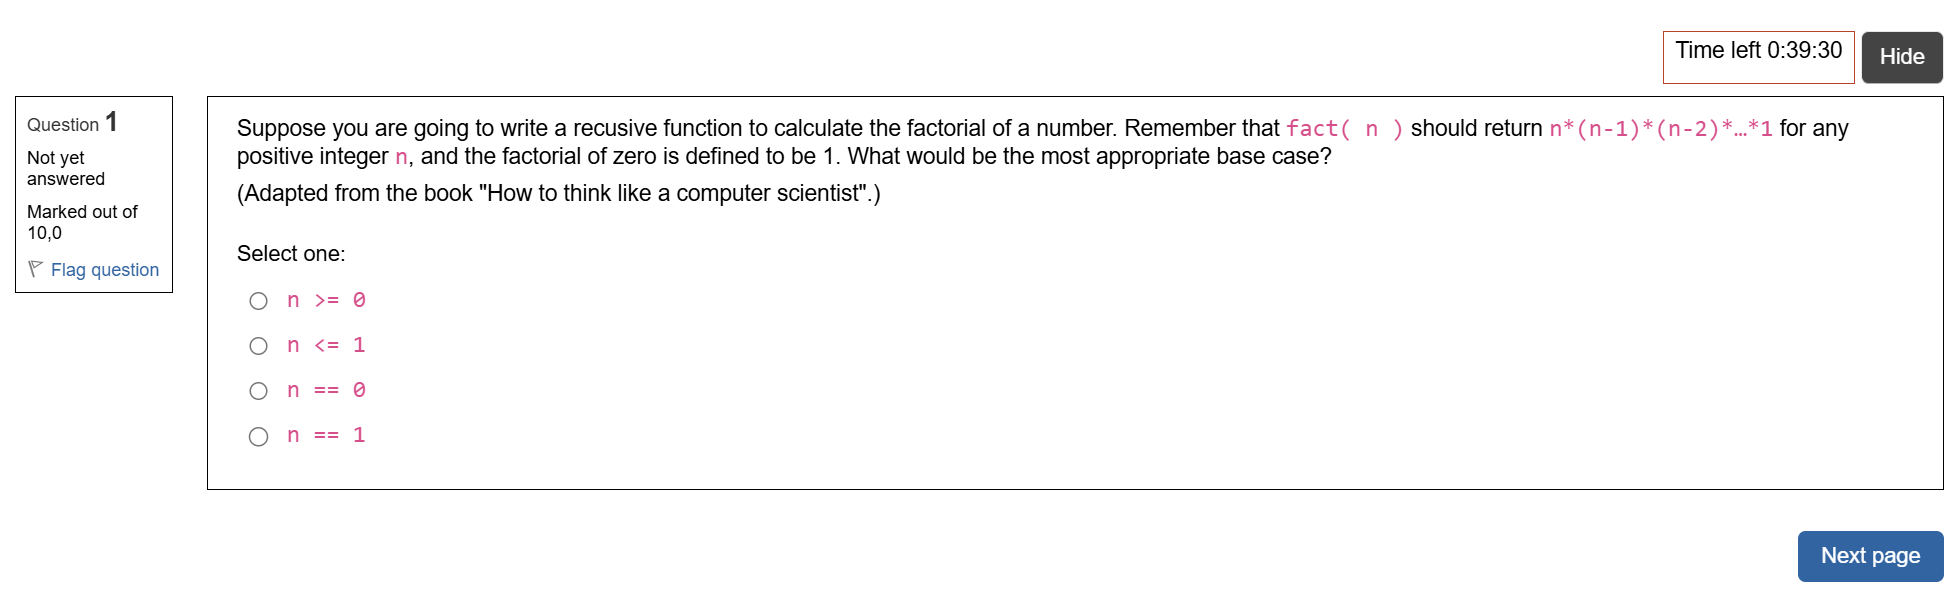 Time left 0:39:30
Hide
Question 1
Not yet
answered
Marked out of
10,0
Flag question
Suppose you are going to write a recusive function to calculate the factorial of a number. Remember that fact( n ) should return n*(n-1)*(n-2)*…*1 for any
positive integer n, and the factorial of zero is defined to be 1. What would be the most appropriate base case?
(Adapted from the book "How to think like a computer scientist".)
Select one:
n >= 0
n <= 1
n == 0
n == 1
Next page